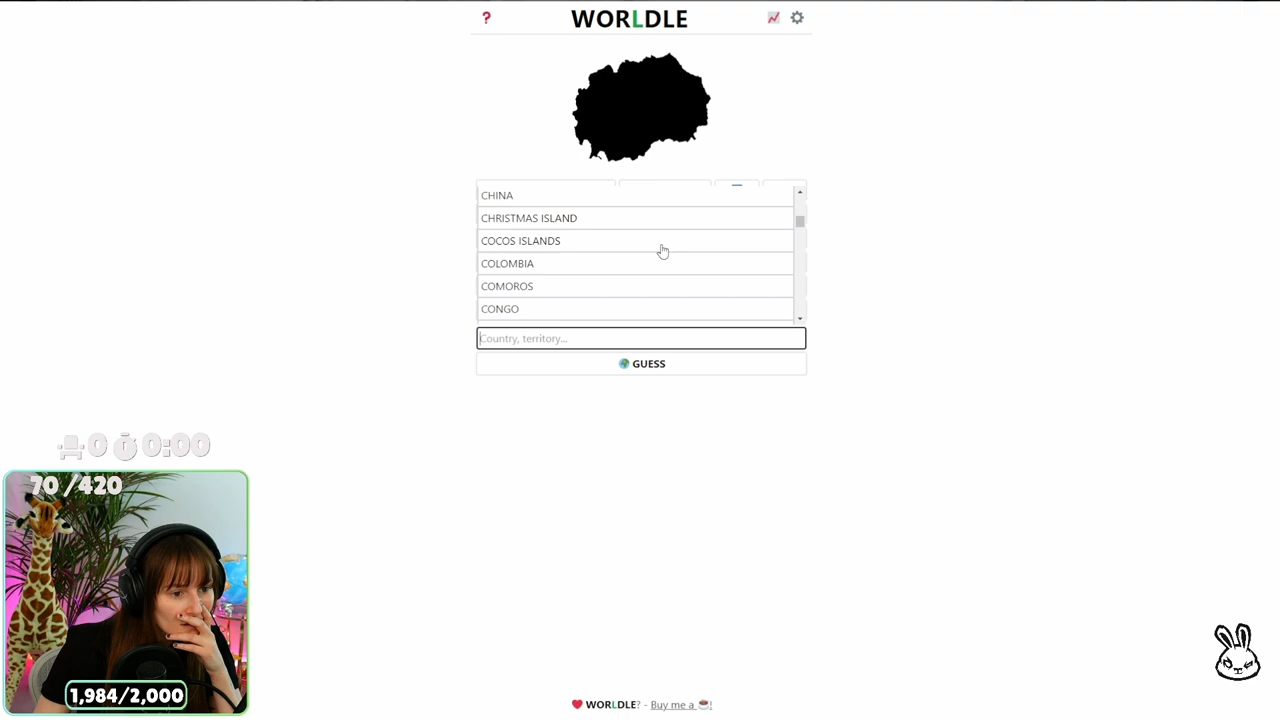 ?
WORLDLE
CHINA
CHRISTMAS ISLAND
COCOS ISLANDS
COLOMBIA
COMOROS
CONGO
Country, territory...
GUESS
0 0:00
70 /420
1,984/2,000
WORLDLE? - Buy me a !